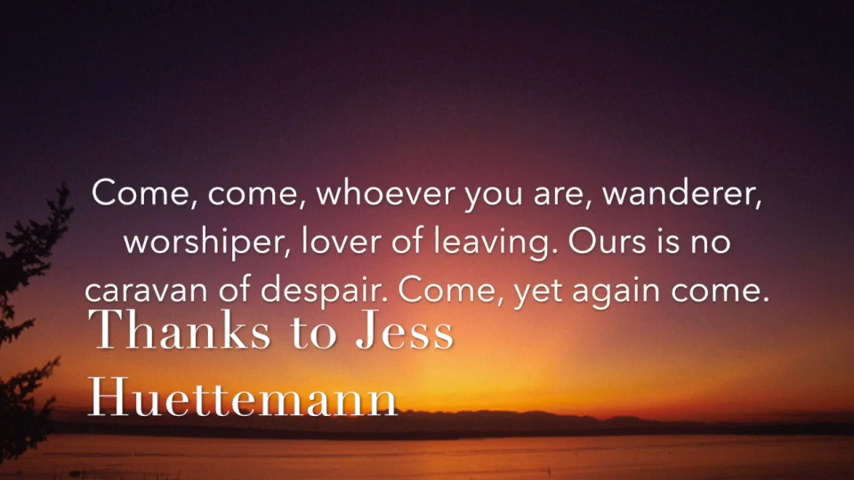 Come, come, whoever you are, wanderer,
worshiper, lover of leaving. Ours is no
caravan of despair. Come, yet again come.
Thanks to Jess
Huettemann